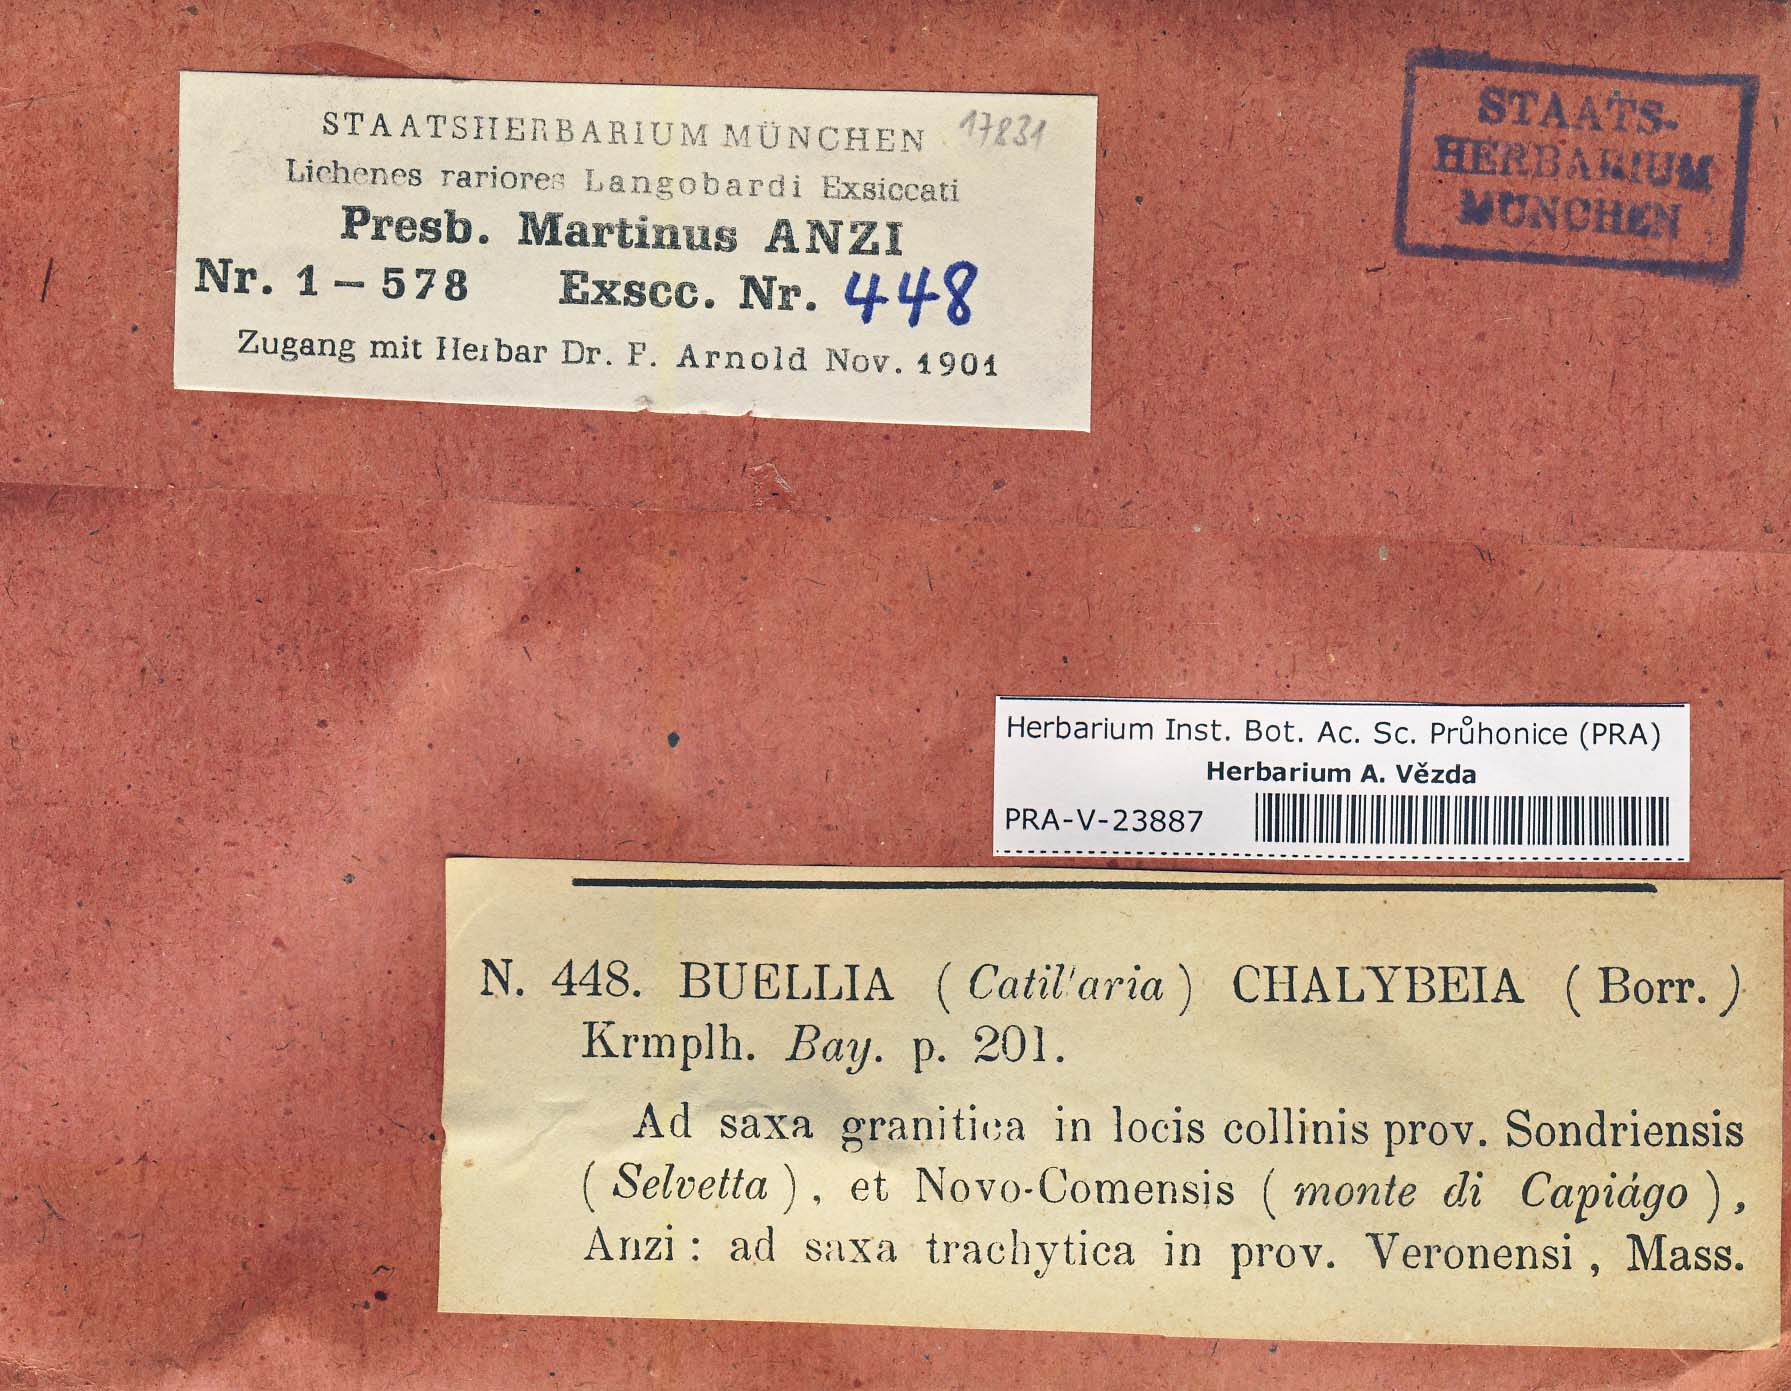 STAATSHERBARIUM MÜNCHEN 17831
Lichenes rariores Langobardi Exsiccati
Presb. Martinus ANZI
Nr. 1 – 578 Exscc. Nr. 448
Zugang mit Herbar Dr. F. Arnold Nov. 1901
STAATS-
HERBARIUM
MÜNCHEN
Herbarium Inst. Bot. Ac. Sc. Průhonice (PRA)
Herbarium A. Vězda
PRA-V-23887
N. 448. BUELLIA (Catillaria) CHALYBEIA (Borr.)
Krmplh. Bay. p. 201.
Ad saxa granitica in locis collinis prov. Sondriensis
(Selvetta), et Novo-Comensis (monte di Capiágo),
Anzi: ad saxa trachytica in prov. Veronensi, Mass.